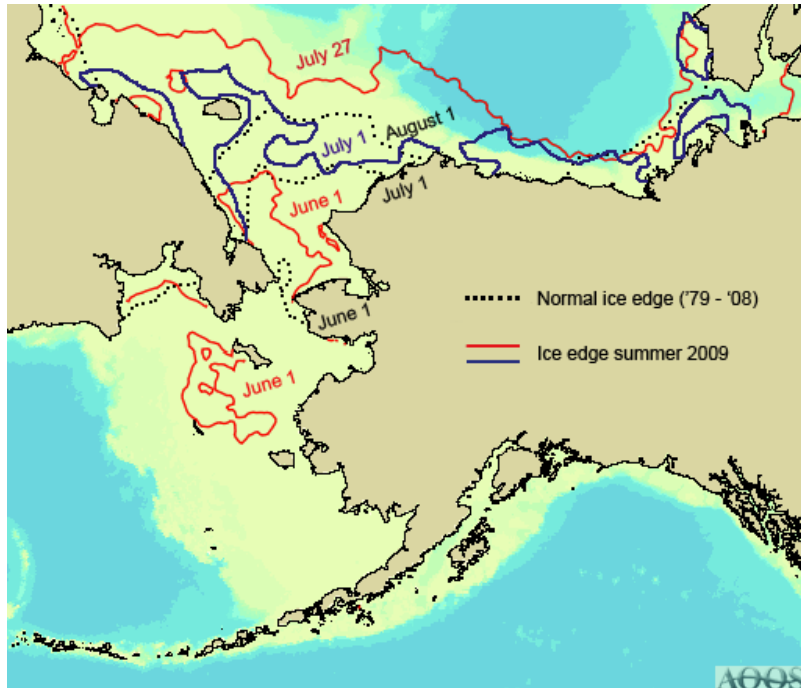 July 27
August 1
July 1
July 1
June 1
Normal ice edge ('79 - '08)
June 1
Ice edge summer 2009
June 1
AOOS